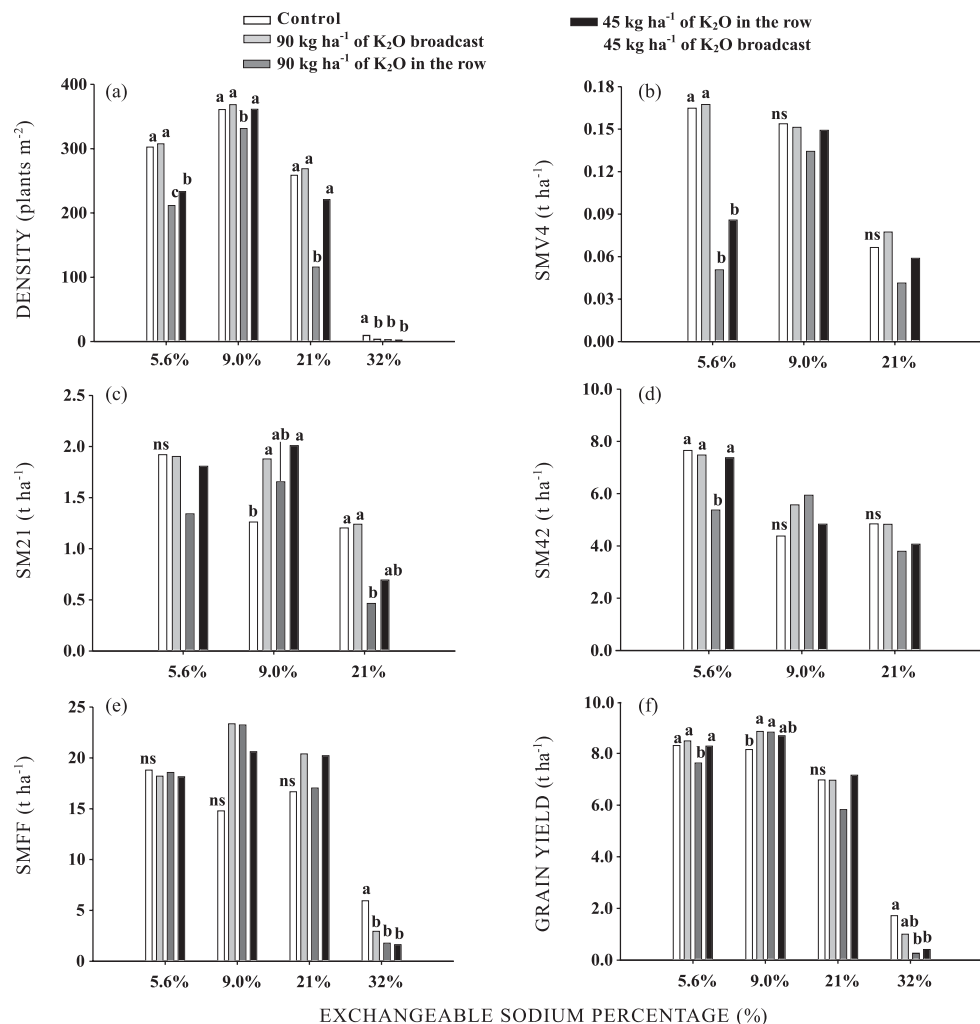 Control
90 kg ha⁻¹ of K₂O broadcast
90 kg ha⁻¹ of K₂O in the row
45 kg ha⁻¹ of K₂O in the row
45 kg ha⁻¹ of K₂O broadcast
(a)
DENSITY (plants m⁻²)
400
300
200
100
0
a a c b
a a b a
a a b a
a b b b
5.6% 9.0% 21% 32%
(b)
SMV4 (t ha⁻¹)
0.18
0.15
0.12
0.09
0.06
0.03
0.00
a a b b
ns
ns
5.6% 9.0% 21%
(c)
SM21 (t ha⁻¹)
2.5
2.0
1.5
1.0
0.5
0.0
ns
b a ab a
a a b ab
5.6% 9.0% 21%
(d)
SM42 (t ha⁻¹)
10.0
8.0
6.0
4.0
2.0
0.0
a a b a
ns
ns
5.6% 9.0% 21%
(e)
SMFF (t ha⁻¹)
25
20
15
10
5
0
ns
ns
ns
a b b b
5.6% 9.0% 21% 32%
(f)
GRAIN YIELD (t ha⁻¹)
10.0
8.0
6.0
4.0
2.0
0.0
a a b a
b a a ab
ns
a ab b b
5.6% 9.0% 21% 32%
EXCHANGEABLE SODIUM PERCENTAGE (%)